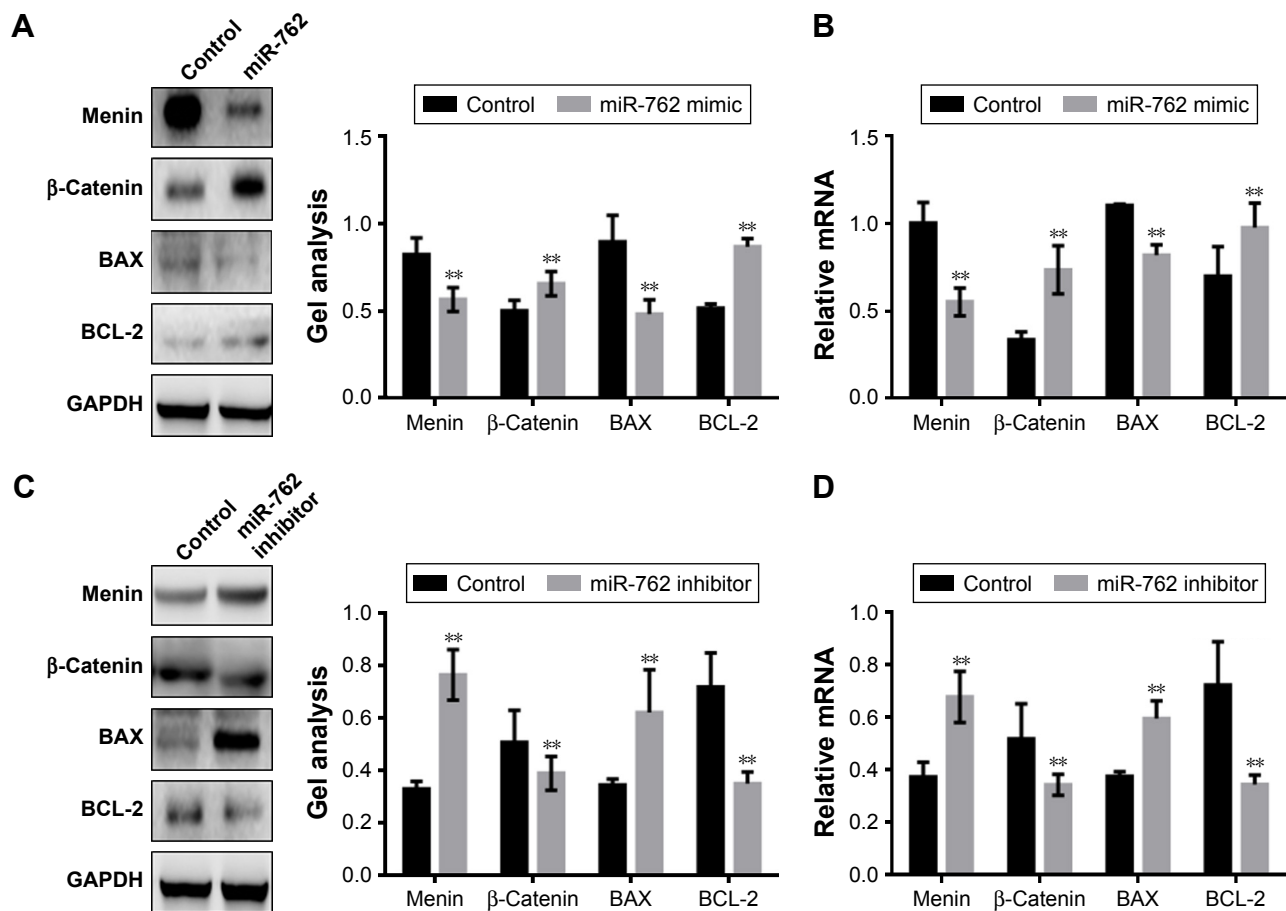 A
Control
miR-762
Menin
β-Catenin
BAX
BCL-2
GAPDH
Control
miR-762 mimic
Gel analysis
1.5
1.0
0.5
0.0
**
**
**
**
Menin
β-Catenin
BAX
BCL-2
B
Control
miR-762 mimic
Relative mRNA
1.5
1.0
0.5
0.0
**
**
**
**
Menin
β-Catenin
BAX
BCL-2
C
Control
miR-762
inhibitor
Menin
β-Catenin
BAX
BCL-2
GAPDH
Control
miR-762 inhibitor
Gel analysis
1.0
0.8
0.6
0.4
0.2
0.0
**
**
**
**
Menin
β-Catenin
BAX
BCL-2
D
Control
miR-762 inhibitor
Relative mRNA
1.0
0.8
0.6
0.4
0.2
0.0
**
**
**
**
Menin
β-Catenin
BAX
BCL-2